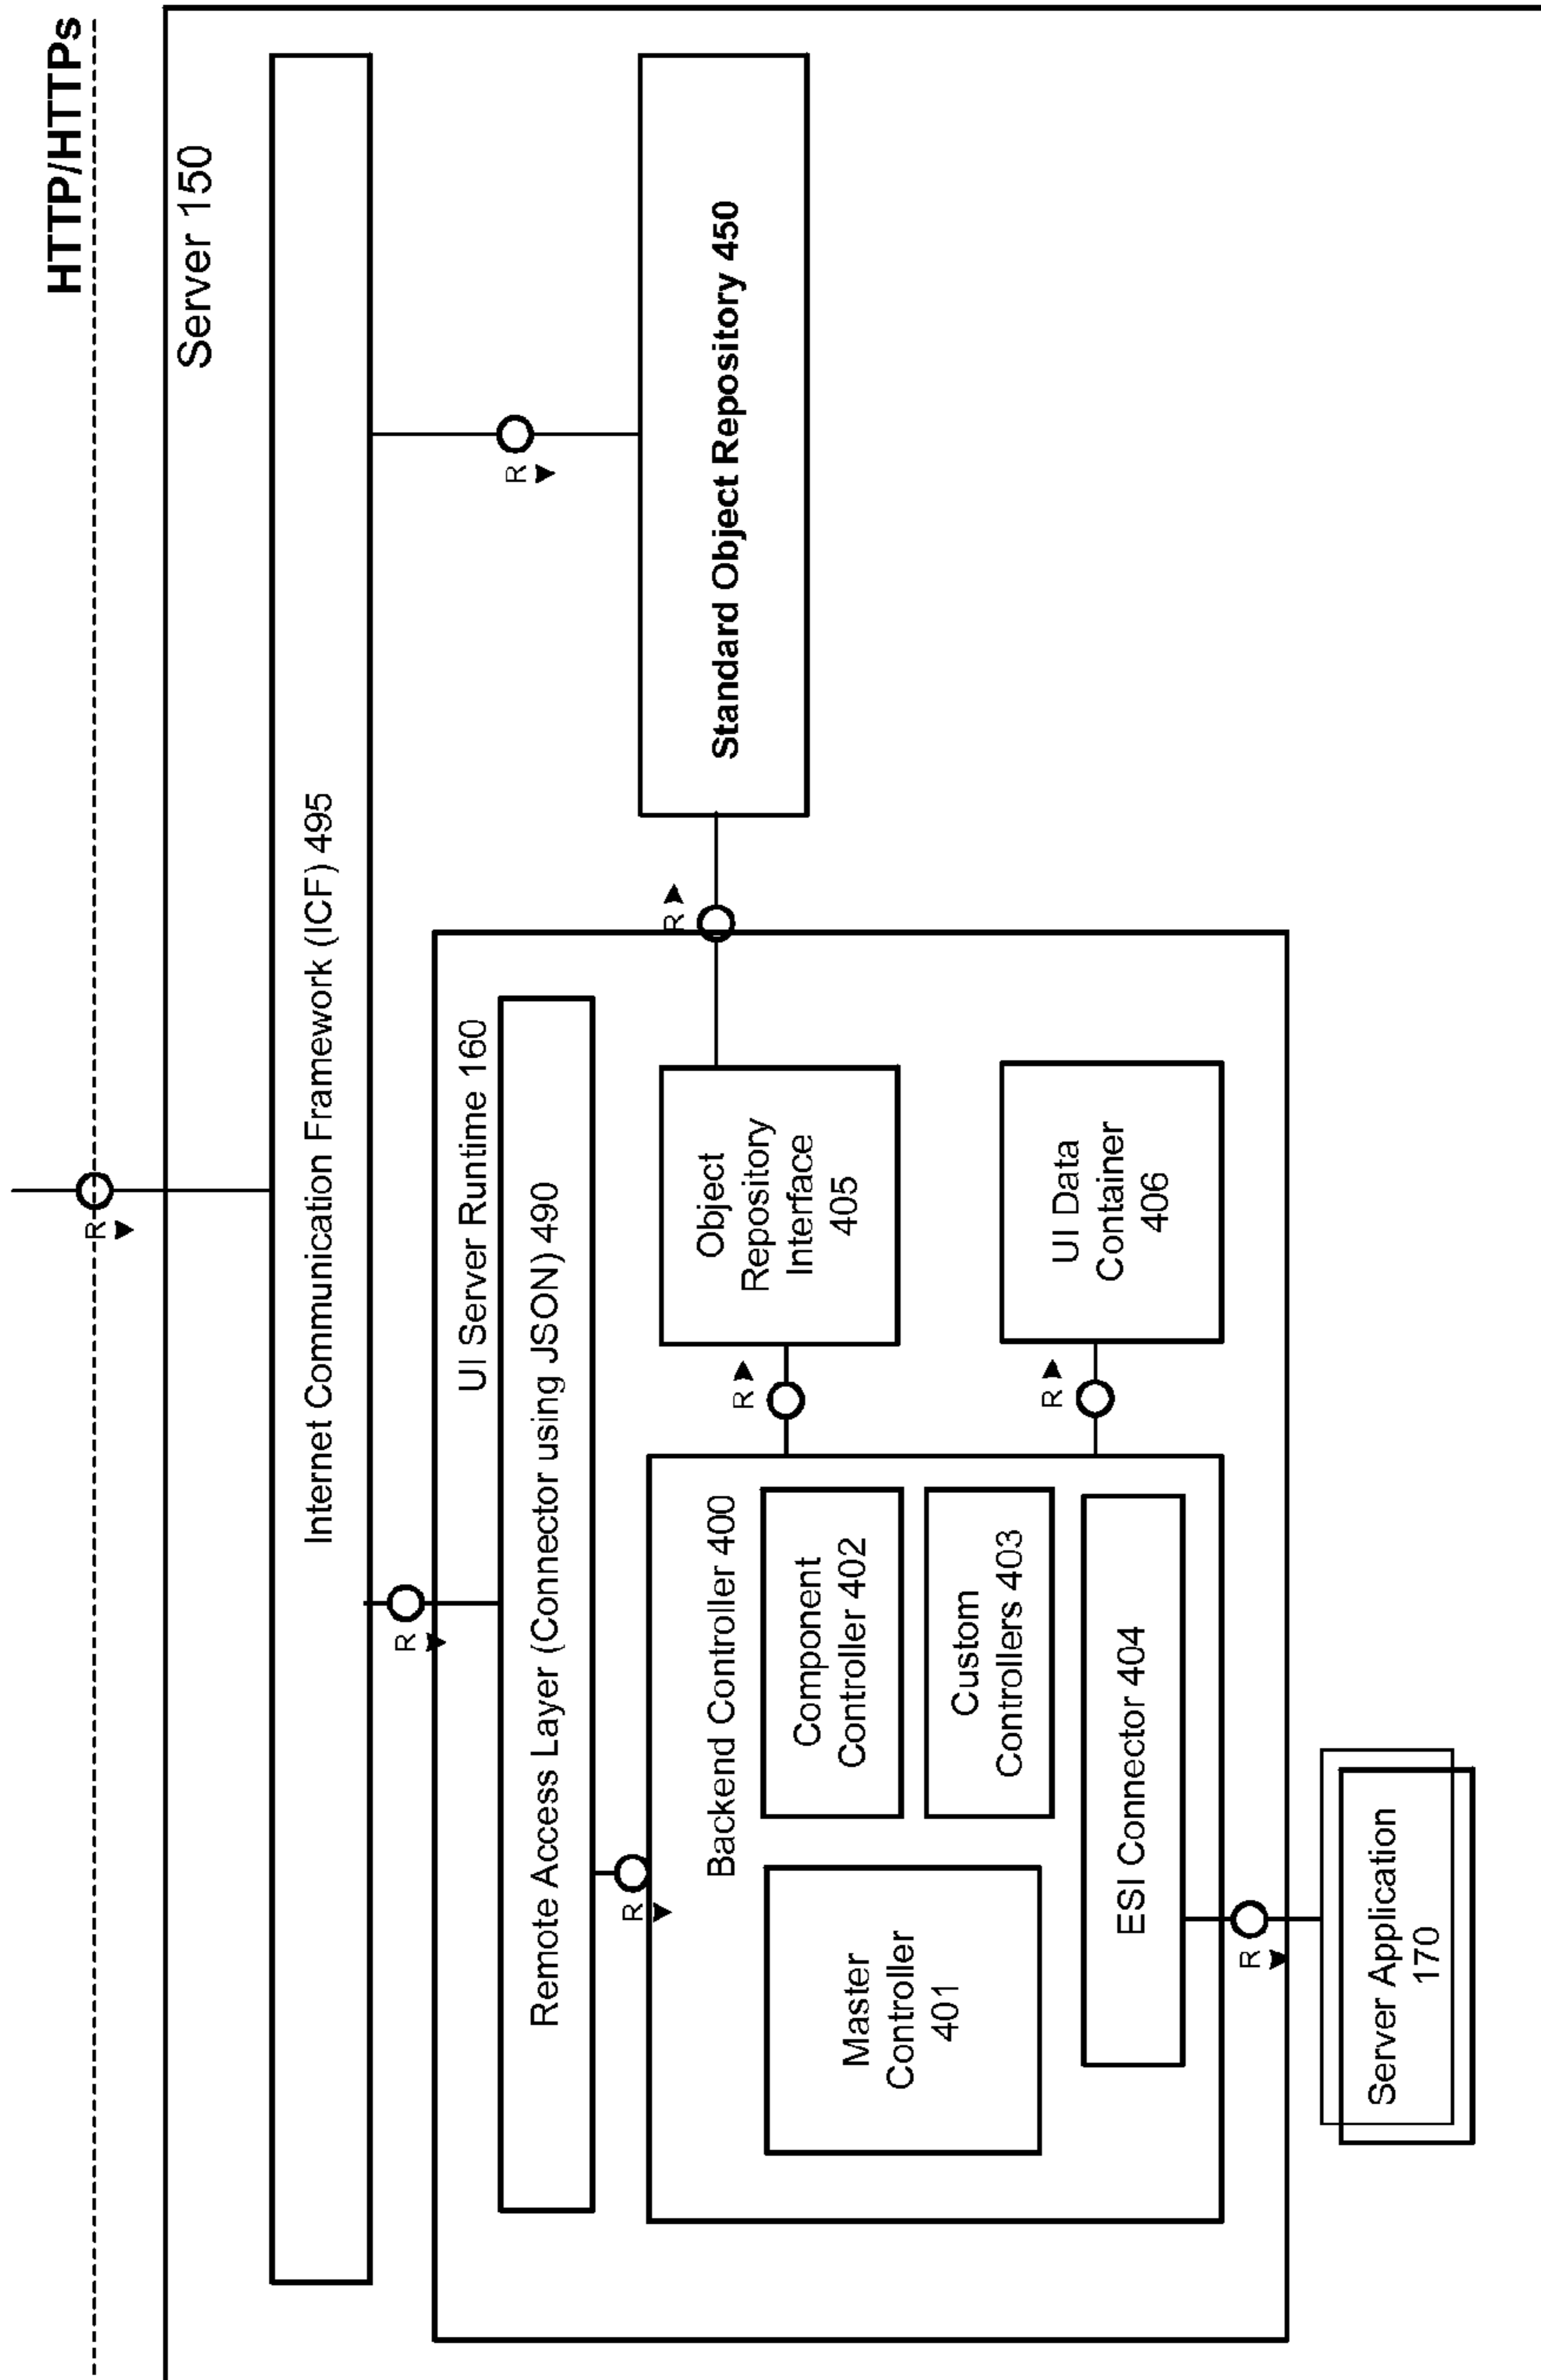 HTTP/HTTPs
R
Server 150
Internet Communication Framework (ICF) 495
R
R
UI Server Runtime 160
Remote Access Layer (Connector using JSON) 490
R
R
Standard Object Repository 450
Backend Controller 400
R
Object
Repository
Interface
405
Master
Controller
401
Component
Controller 402
Custom
Controllers 403
R
UI Data
Container
406
ESI Connector 404
R
Server Application
170